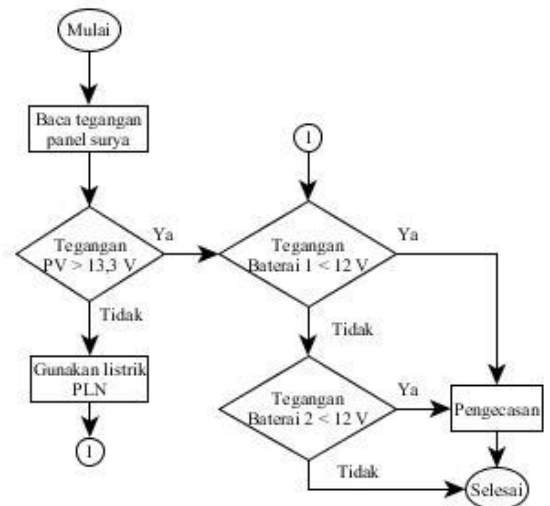 Mulai
Baca tegangan
panel surya
Tegangan
PV > 13,3 V
Ya
Tidak
Gunakan listrik
PLN
1
1
Tegangan
Baterai 1 < 12 V
Ya
Tidak
Tegangan
Baterai 2 < 12 V
Ya
Pengecasan
Tidak
Selesai